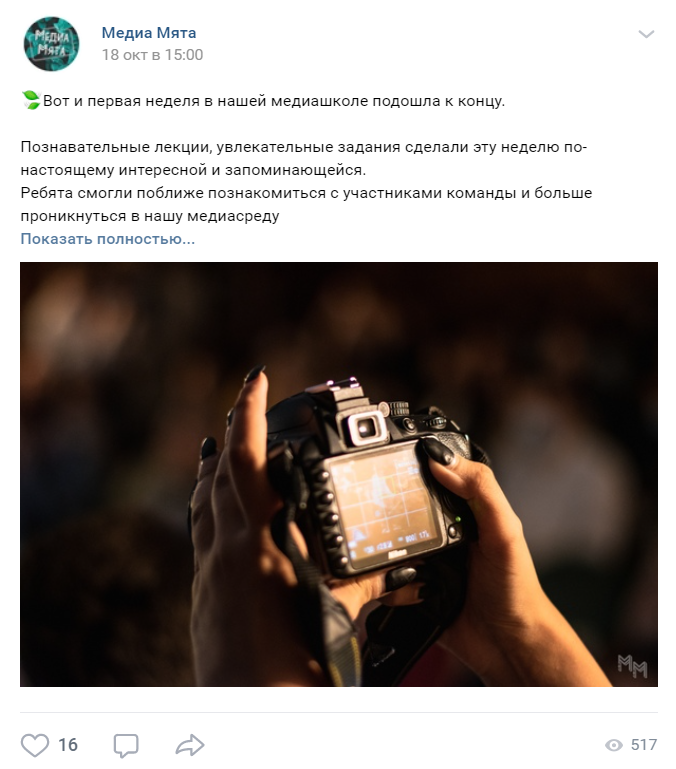 Медиа Мята
Медиа Мята
18 окт в 15:00
Вот и первая неделя в нашей медиашколе подошла к концу.
Познавательные лекции, увлекательные задания сделали эту неделю по-
настоящему интересной и запоминающейся.
Ребята смогли поближе познакомиться с участниками команды и больше
проникнуться в нашу медиасреду
Показать полностью...
Nikon
ММ
16
517